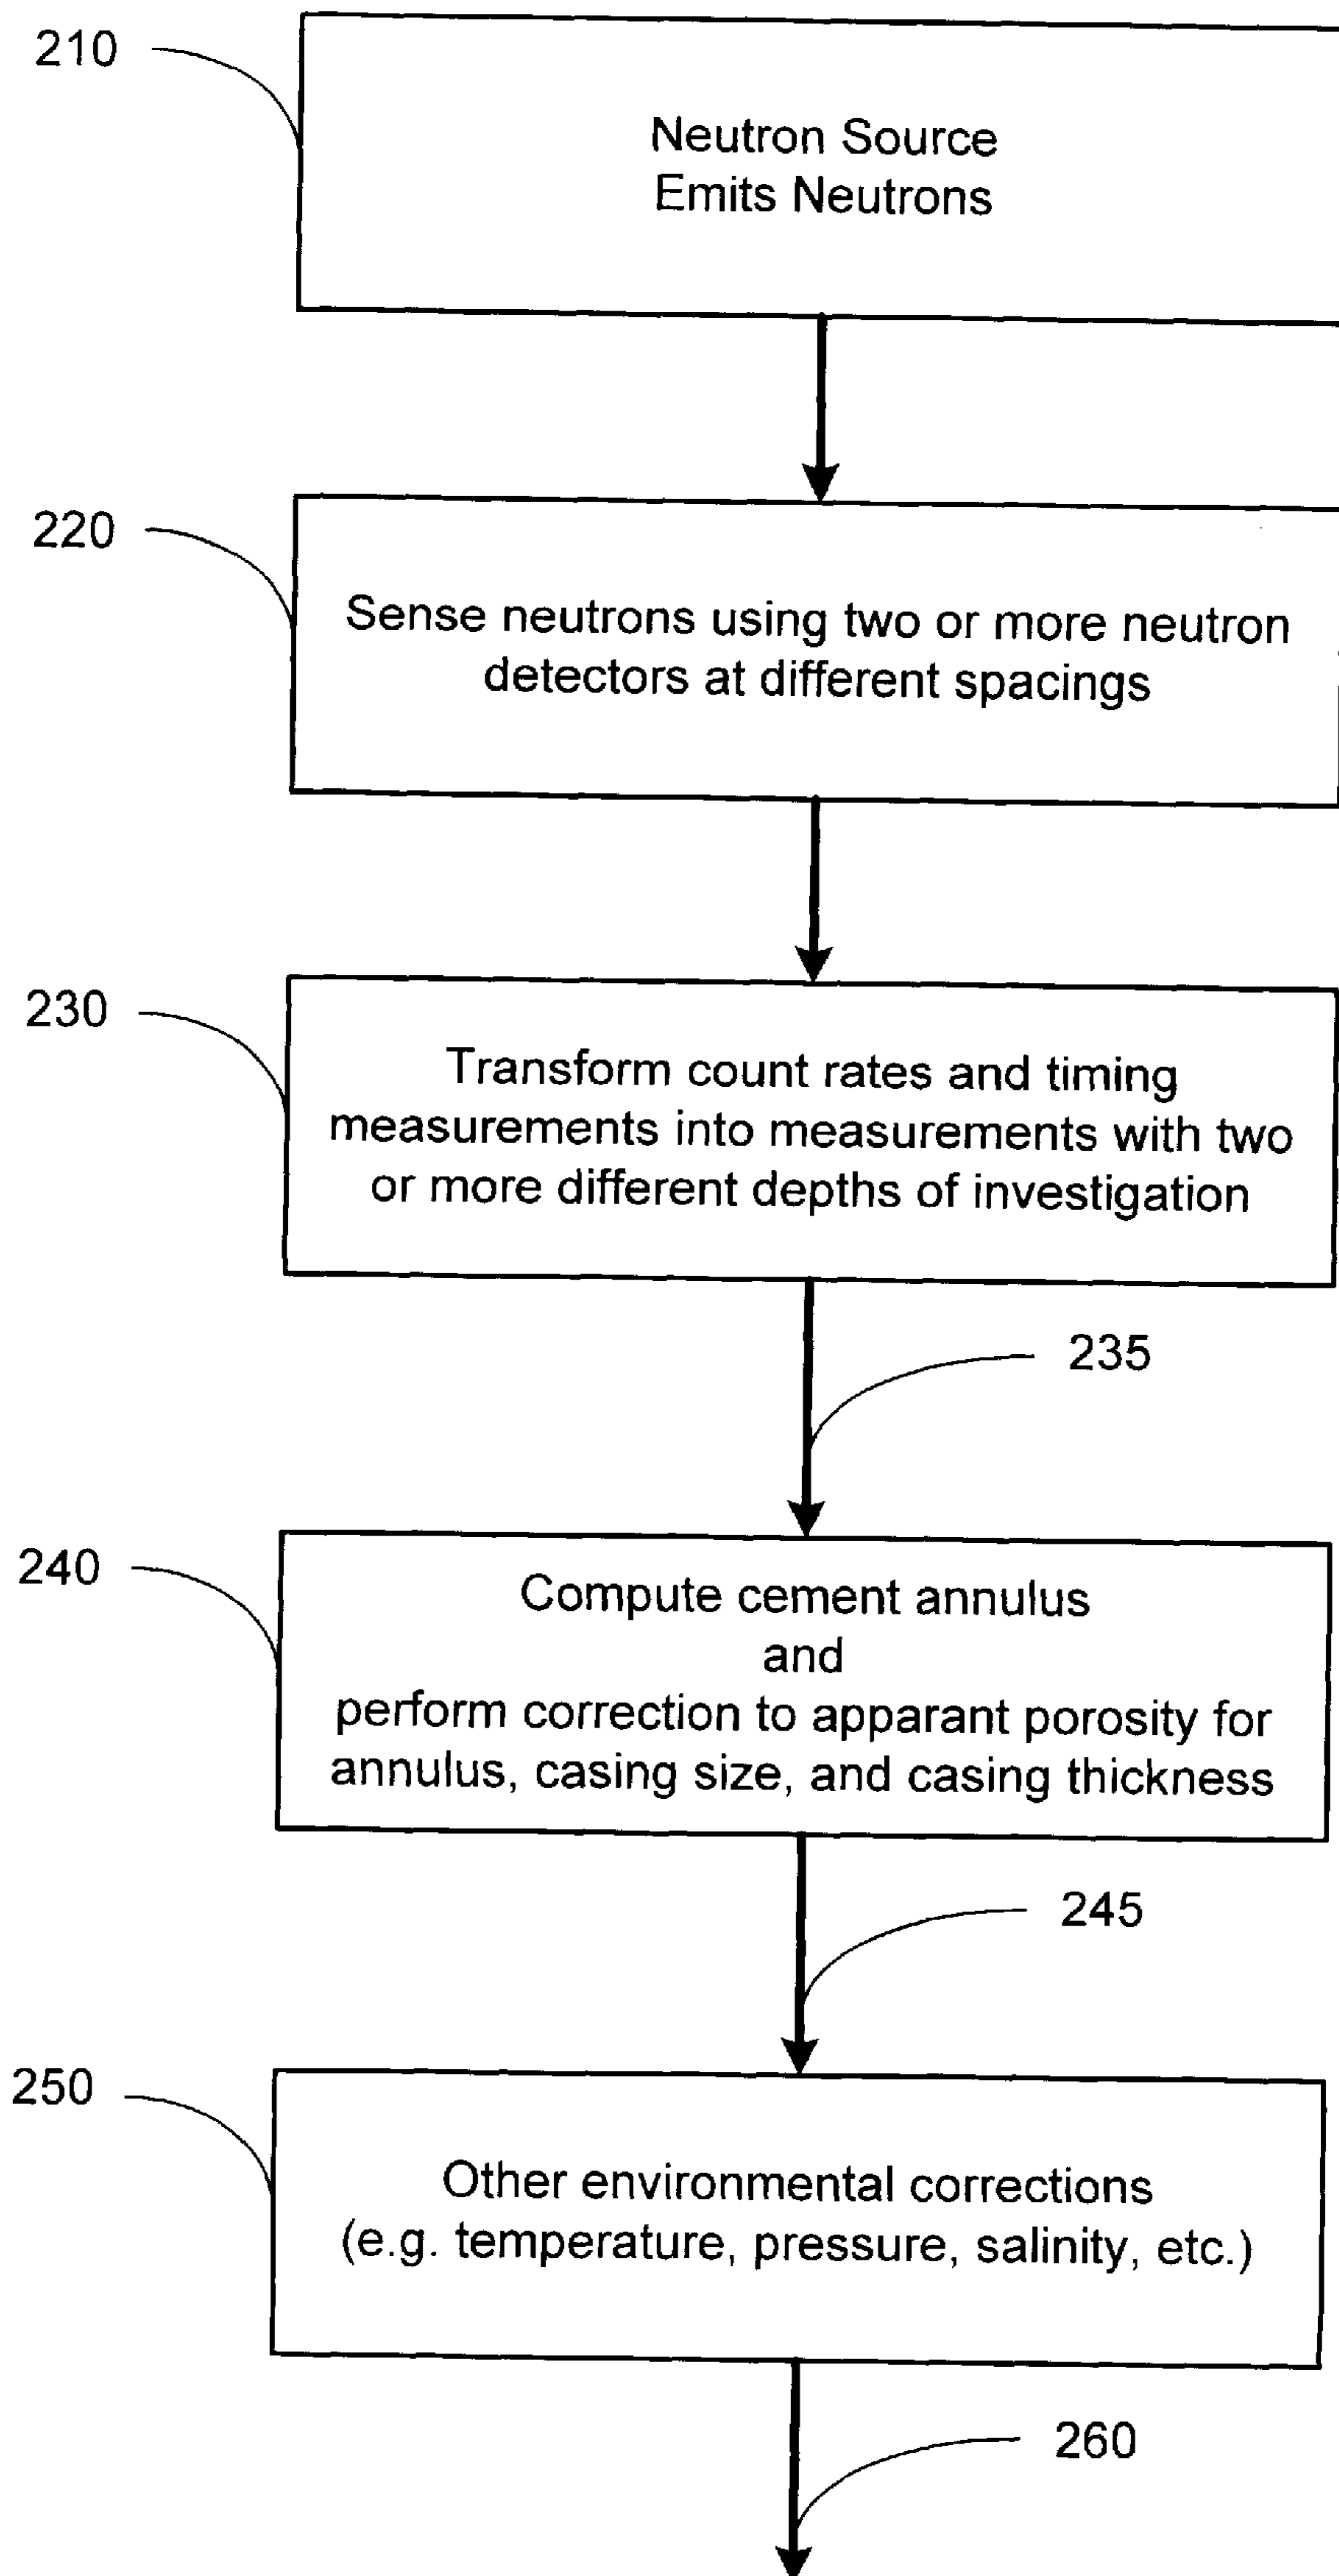 210
Neutron Source
Emits Neutrons
220
Sense neutrons using two or more neutron
detectors at different spacings
230
Transform count rates and timing
measurements into measurements with two
or more different depths of investigation
235
240
Compute cement annulus
and
perform correction to apparant porosity for
annulus, casing size, and casing thickness
245
250
Other environmental corrections
(e.g. temperature, pressure, salinity, etc.)
260